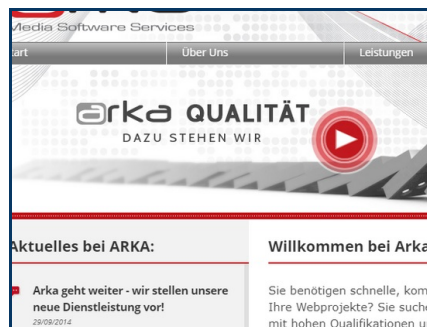 Media Software Services
Start Über Uns Leistungen
arka QUALITÄT
DAZU STEHEN WIR
Aktuelles bei ARKA:
Arka geht weiter - wir stellen unsere
neue Dienstleistung vor!
29/09/2014
Willkommen bei Arka
Sie benötigen schnelle, kom
Ihre Webprojekte? Sie suche
mit hohen Qualifikationen u